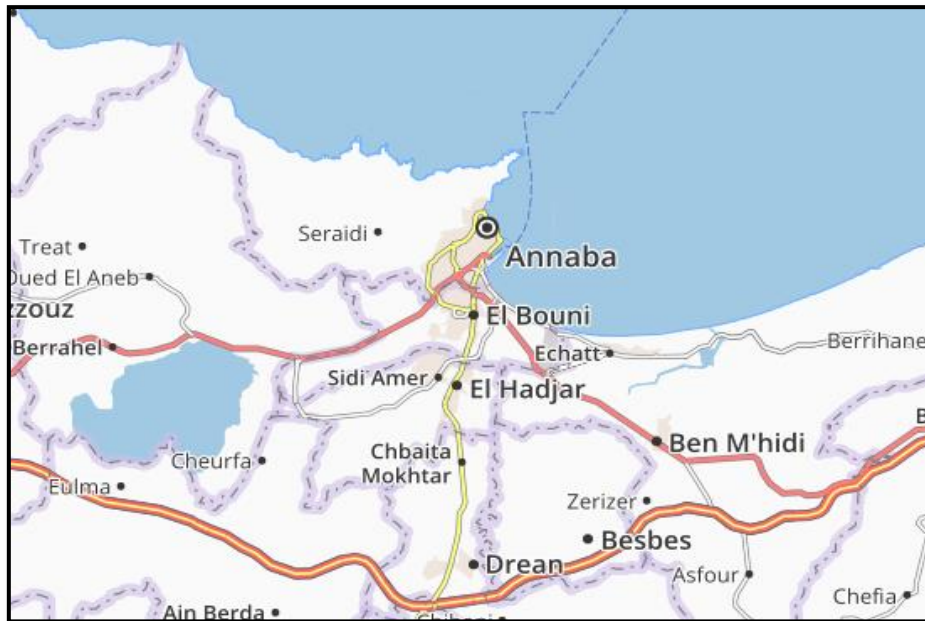 Seraidi
Treat
Annaba
Oued El Aneb
zzouz
El Bouni
Berrahel
Echatt
Berrihane
Sidi Amer
El Hadjar
Ben M'hidi
Chbaita
Mokhtar
Cheurfa
Eulma
Zerizer
Besbes
Drean
Asfour
Chefia
Ain Berda